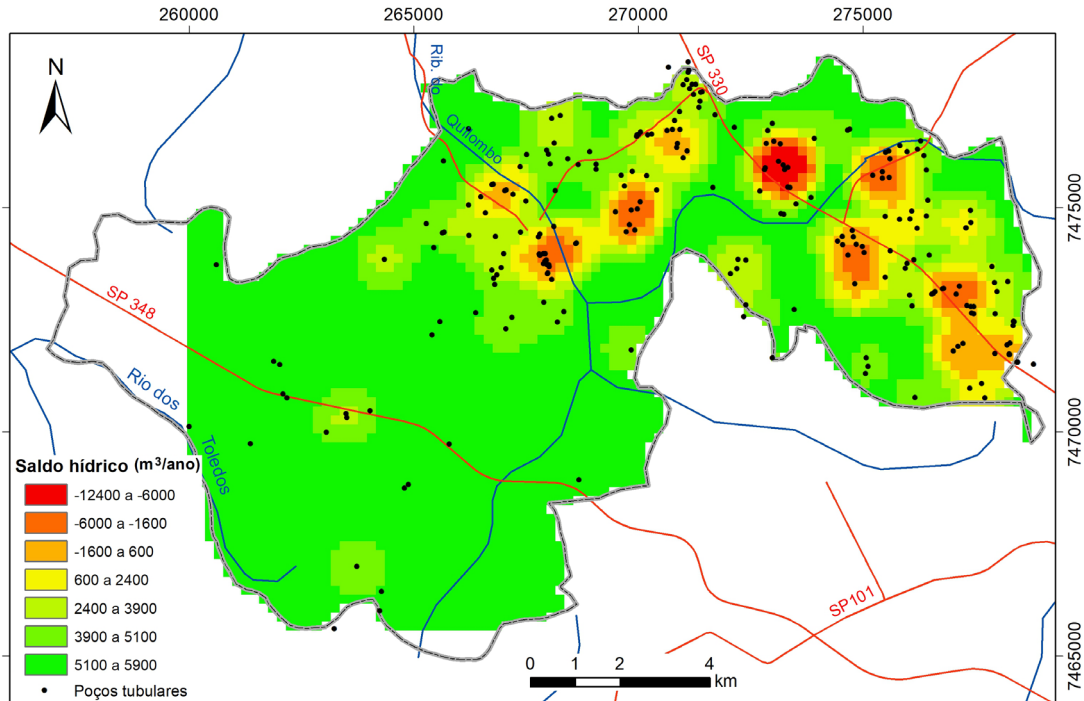 260000
265000
270000
275000
N
Rib. do
SP 330
Quilombo
7475000
SP 348
Rio dos
Toledos
7470000
Saldo hídrico (m³/ano)
-12400 a -6000
-6000 a -1600
-1600 a 600
600 a 2400
2400 a 3900
3900 a 5100
5100 a 5900
Poços tubulares
SP101
7465000
0 1 2 4
km